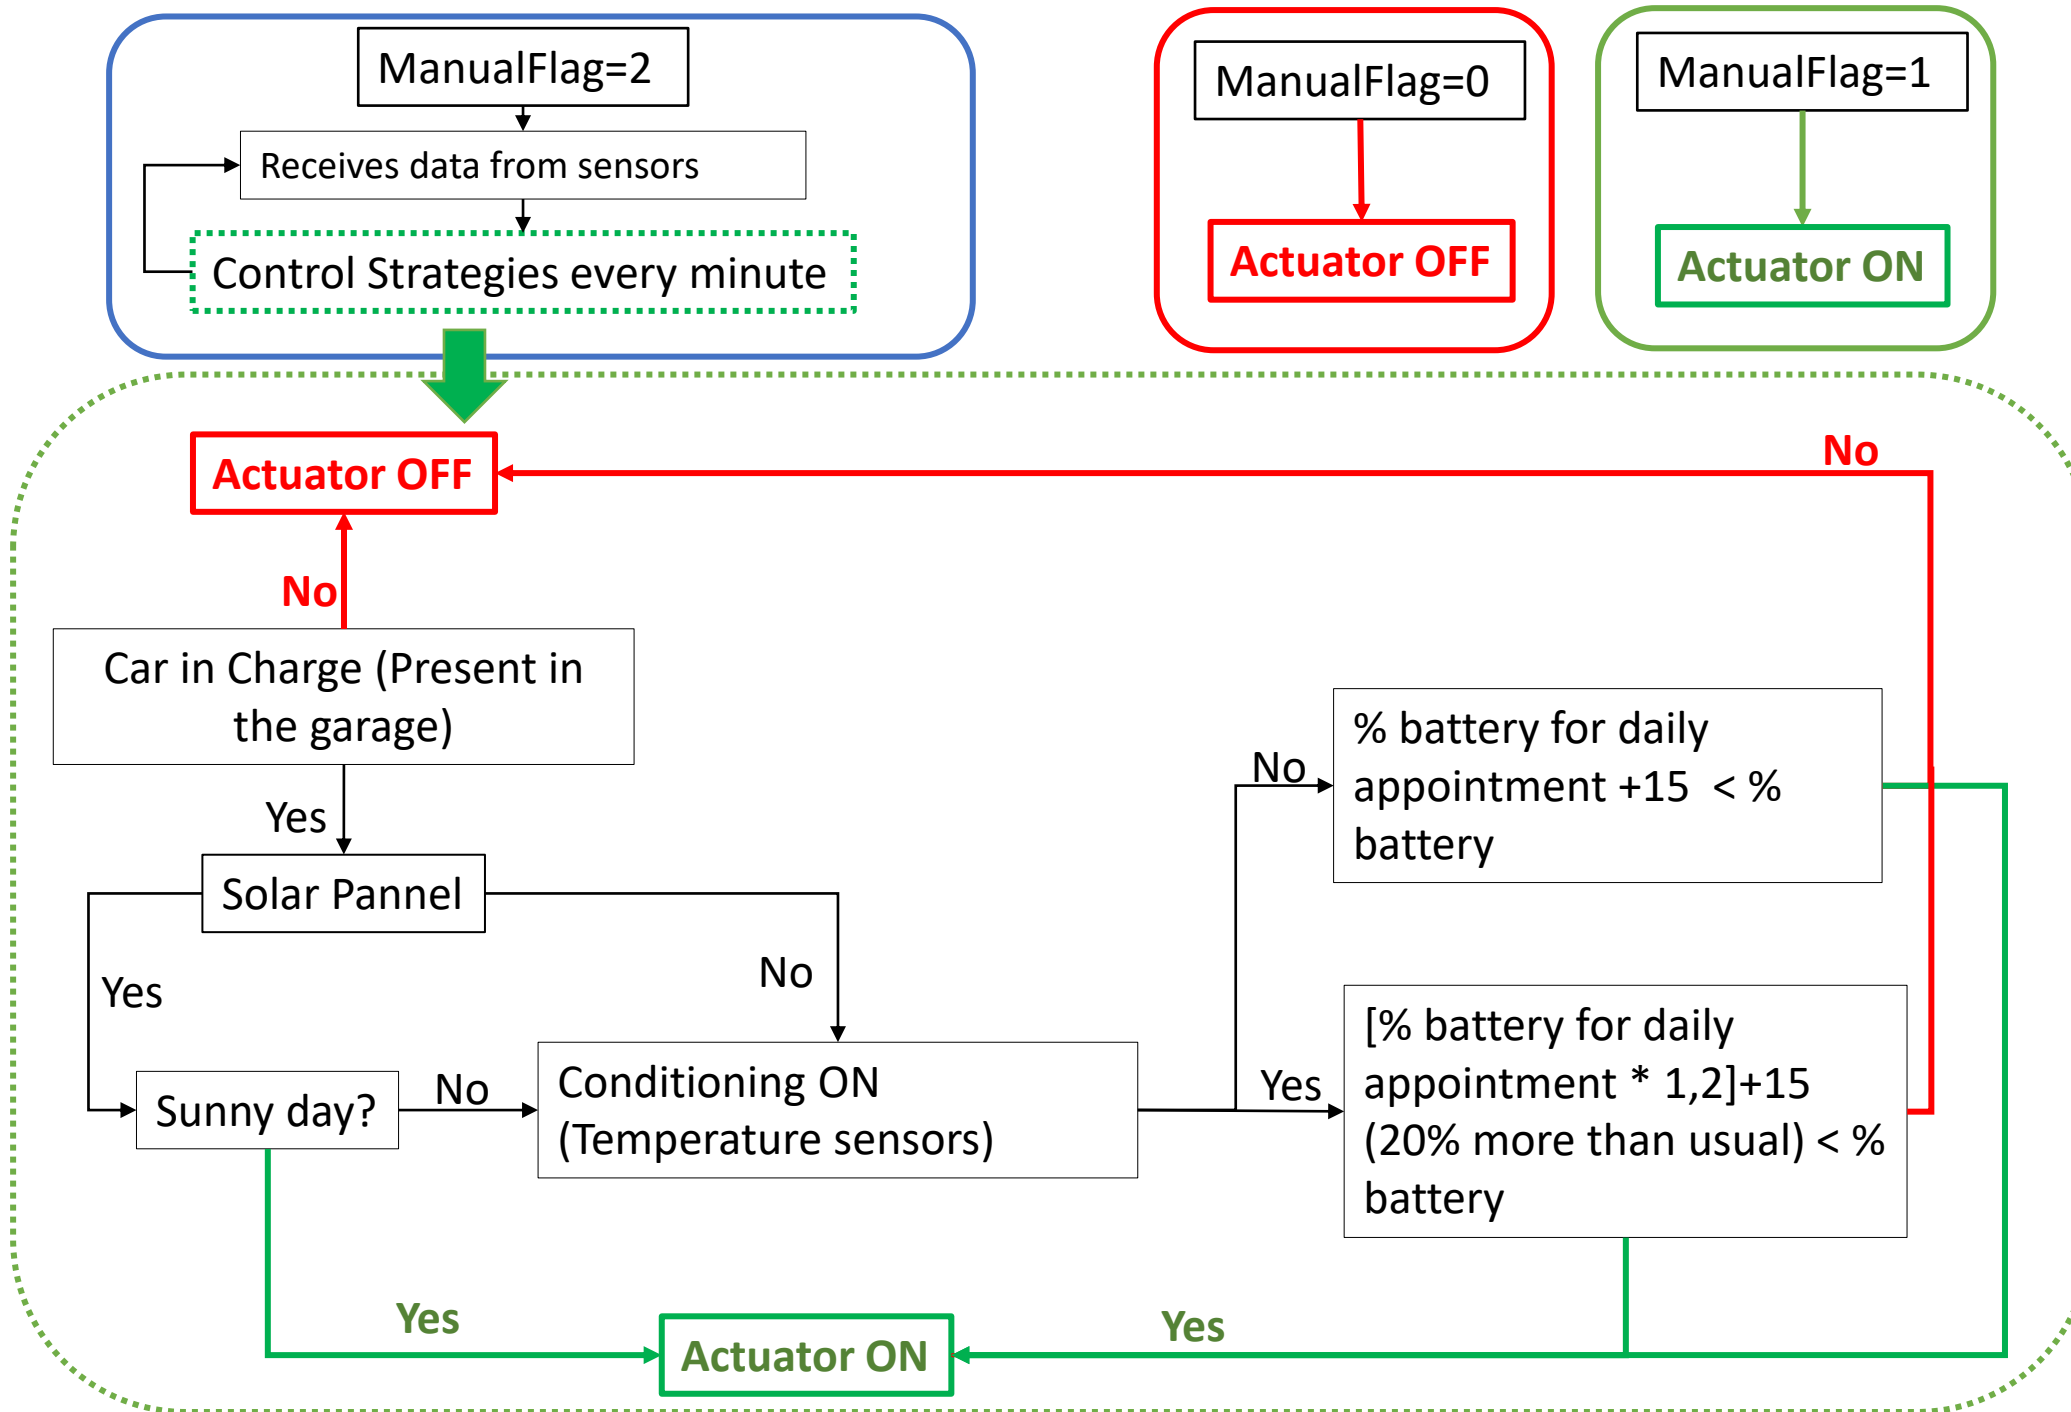 ManualFlag=2
Receives data from sensors
Control Strategies every minute
ManualFlag=0
Actuator OFF
ManualFlag=1
Actuator ON
Actuator OFF
No
No
Car in Charge (Present in
the garage)
Yes
Solar Pannel
Yes
No
Sunny day?
No
Conditioning ON
(Temperature sensors)
No
% battery for daily
appointment +15 < %
battery
Yes
[% battery for daily
appointment * 1,2]+15
(20% more than usual) < %
battery
Yes
Actuator ON
Yes